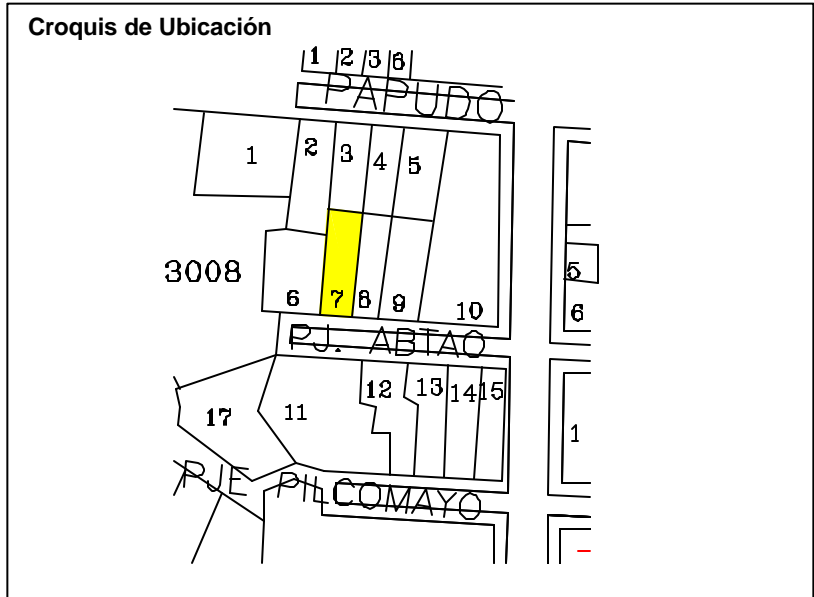 Croquis de Ubicación
1 2 3 6
PAPUDO
1 2 3 4 5
3008
6 7 8 9 10
5
6
PJ. ABTAO
17 11 12 13 14 15
1
PJE PILCOMAYO